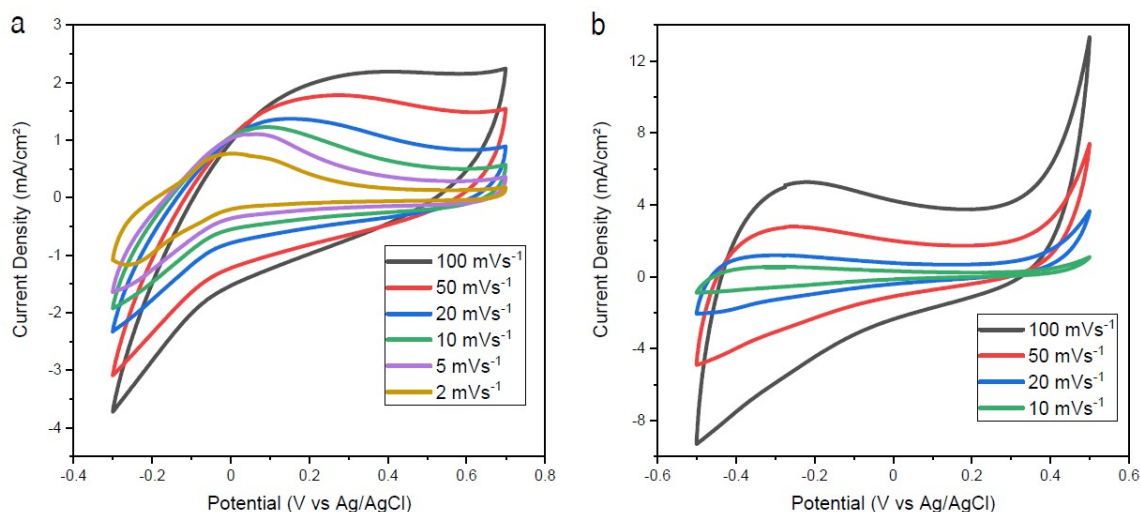 a
3
2
1
0
-1
-2
-3
-4
Current Density (mA/cm²)
-0.4
-0.2
0
0.2
0.4
0.6
0.8
Potential (V vs Ag/AgCl)
100 mVs⁻¹
50 mVs⁻¹
20 mVs⁻¹
10 mVs⁻¹
5 mVs⁻¹
2 mVs⁻¹
b
12
8
4
0
-4
-8
Current Density (mA/cm²)
-0.6
-0.4
-0.2
0
0.2
0.4
0.6
Potential (V vs Ag/AgCl)
100 mVs⁻¹
50 mVs⁻¹
20 mVs⁻¹
10 mVs⁻¹